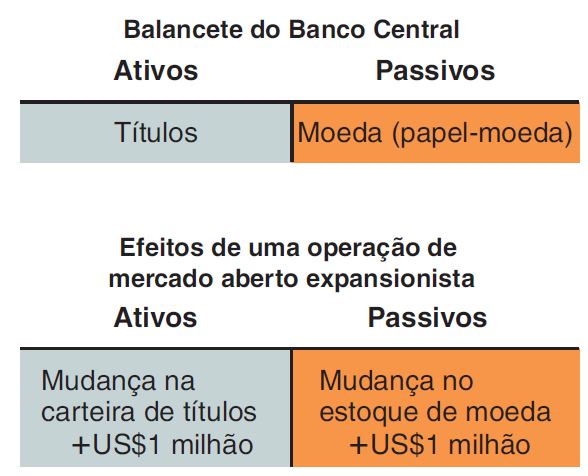 Balancete do Banco Central
Ativos Passivos
Títulos Moeda (papel-moeda)
Efeitos de uma operação de
mercado aberto expansionista
Ativos Passivos
Mudança na
carteira de títulos
+US$1 milhão
Mudança no
estoque de moeda
+US$1 milhão